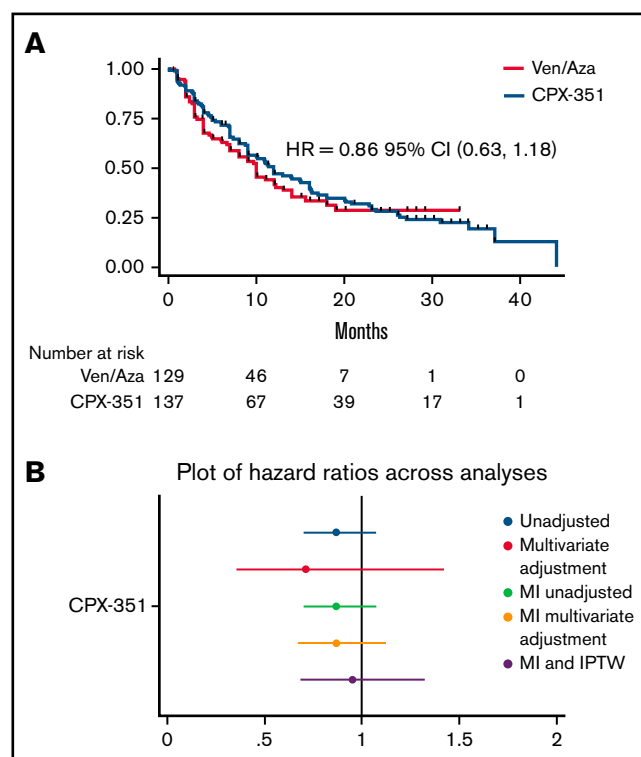 A
1.00
0.75
0.50
0.25
0.00
Ven/Aza
CPX-351
HR = 0.86 95% CI (0.63, 1.18)
0 10 20 30 40
Months
Number at risk
Ven/Aza 129 46 7 1 0
CPX-351 137 67 39 17 1
B
Plot of hazard ratios across analyses
CPX-351
Unadjusted
Multivariate
adjustment
MI unadjusted
MI multivariate
adjustment
MI and IPTW
0 .5 1 1.5 2